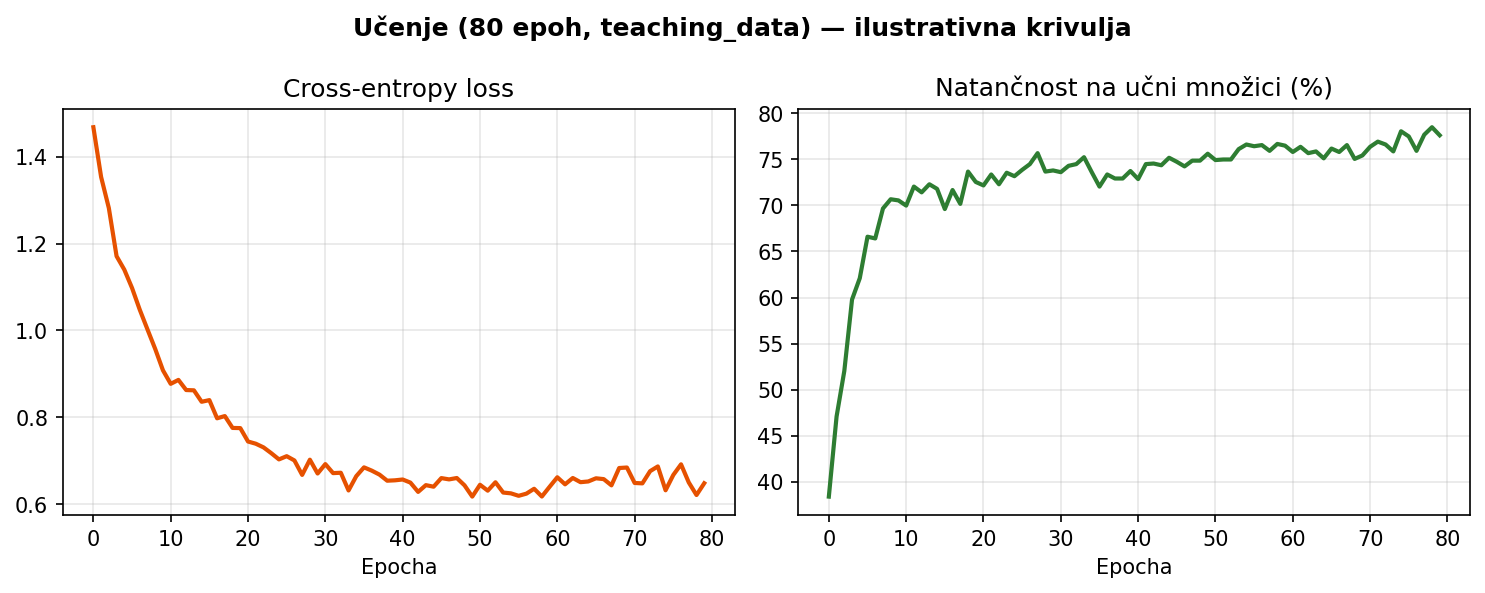 Učenje (80 epoh, teaching_data) — ilustrativna krivulja
Cross-entropy loss
1.4
1.2
1.0
0.8
0.6
0 10 20 30 40 50 60 70 80
Epocha
Natančnost na učni množici (%)
80
75
70
65
60
55
50
45
40
0 10 20 30 40 50 60 70 80
Epocha